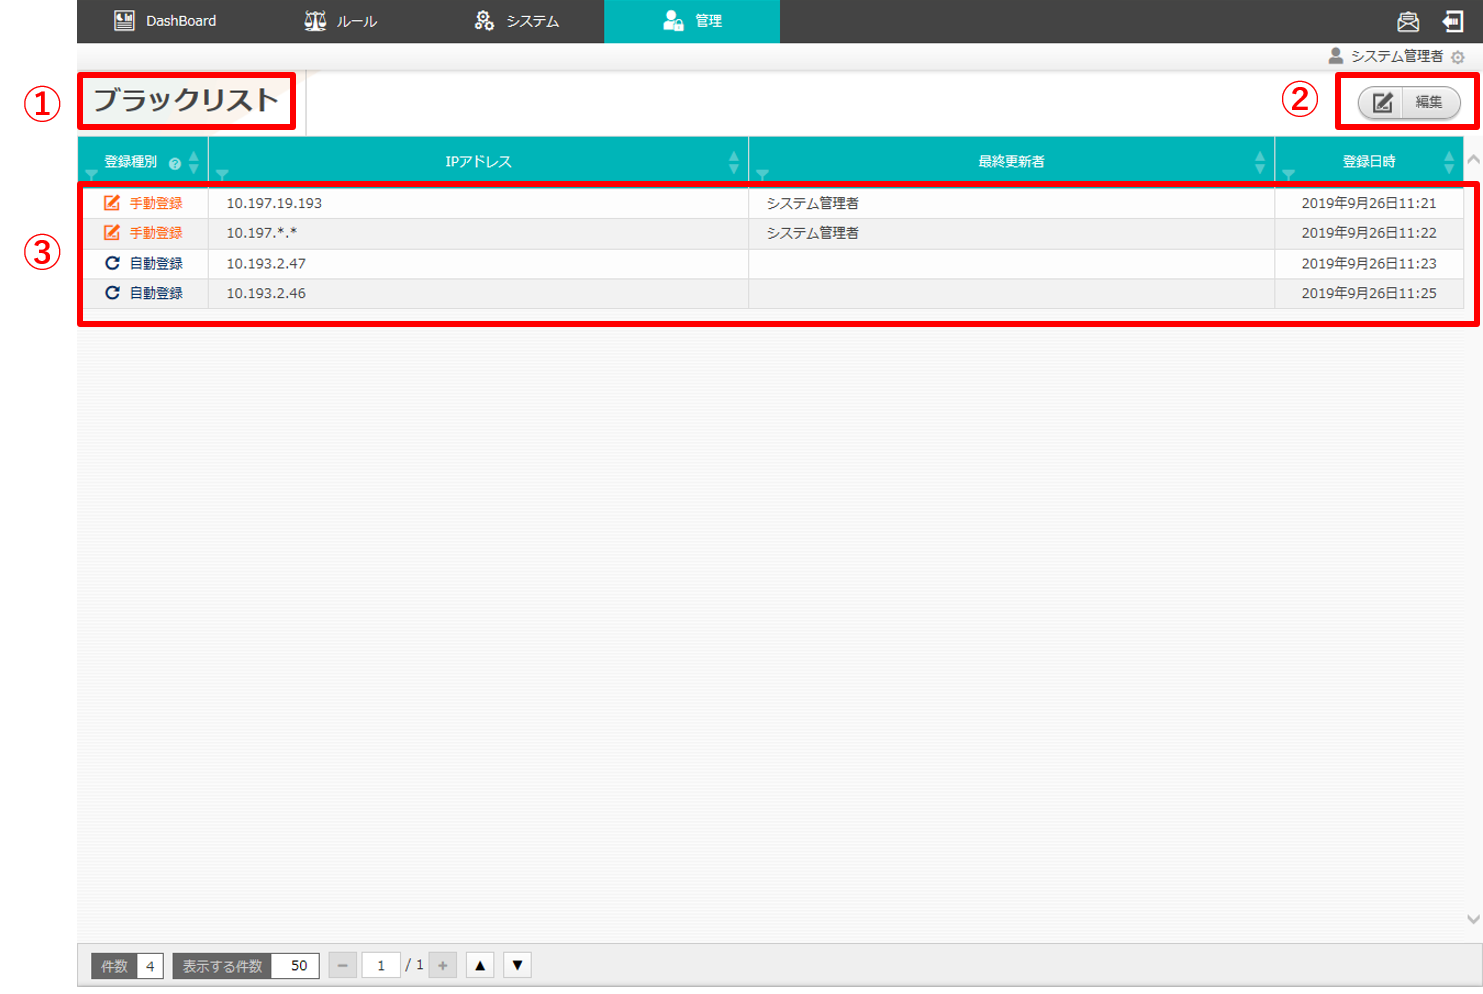 DashBoard ルール システム 管理
システム管理者
① ブラックリスト ② 編集
登録種別 ? IPアドレス 最終更新者 登録日時
③
手動登録 10.197.19.193 システム管理者 2019年9月26日11:21
手動登録 10.197.*.* システム管理者 2019年9月26日11:22
自動登録 10.193.2.47 2019年9月26日11:23
自動登録 10.193.2.46 2019年9月26日11:25
件数 4 表示する件数 50 − 1 / 1 + ▲ ▼